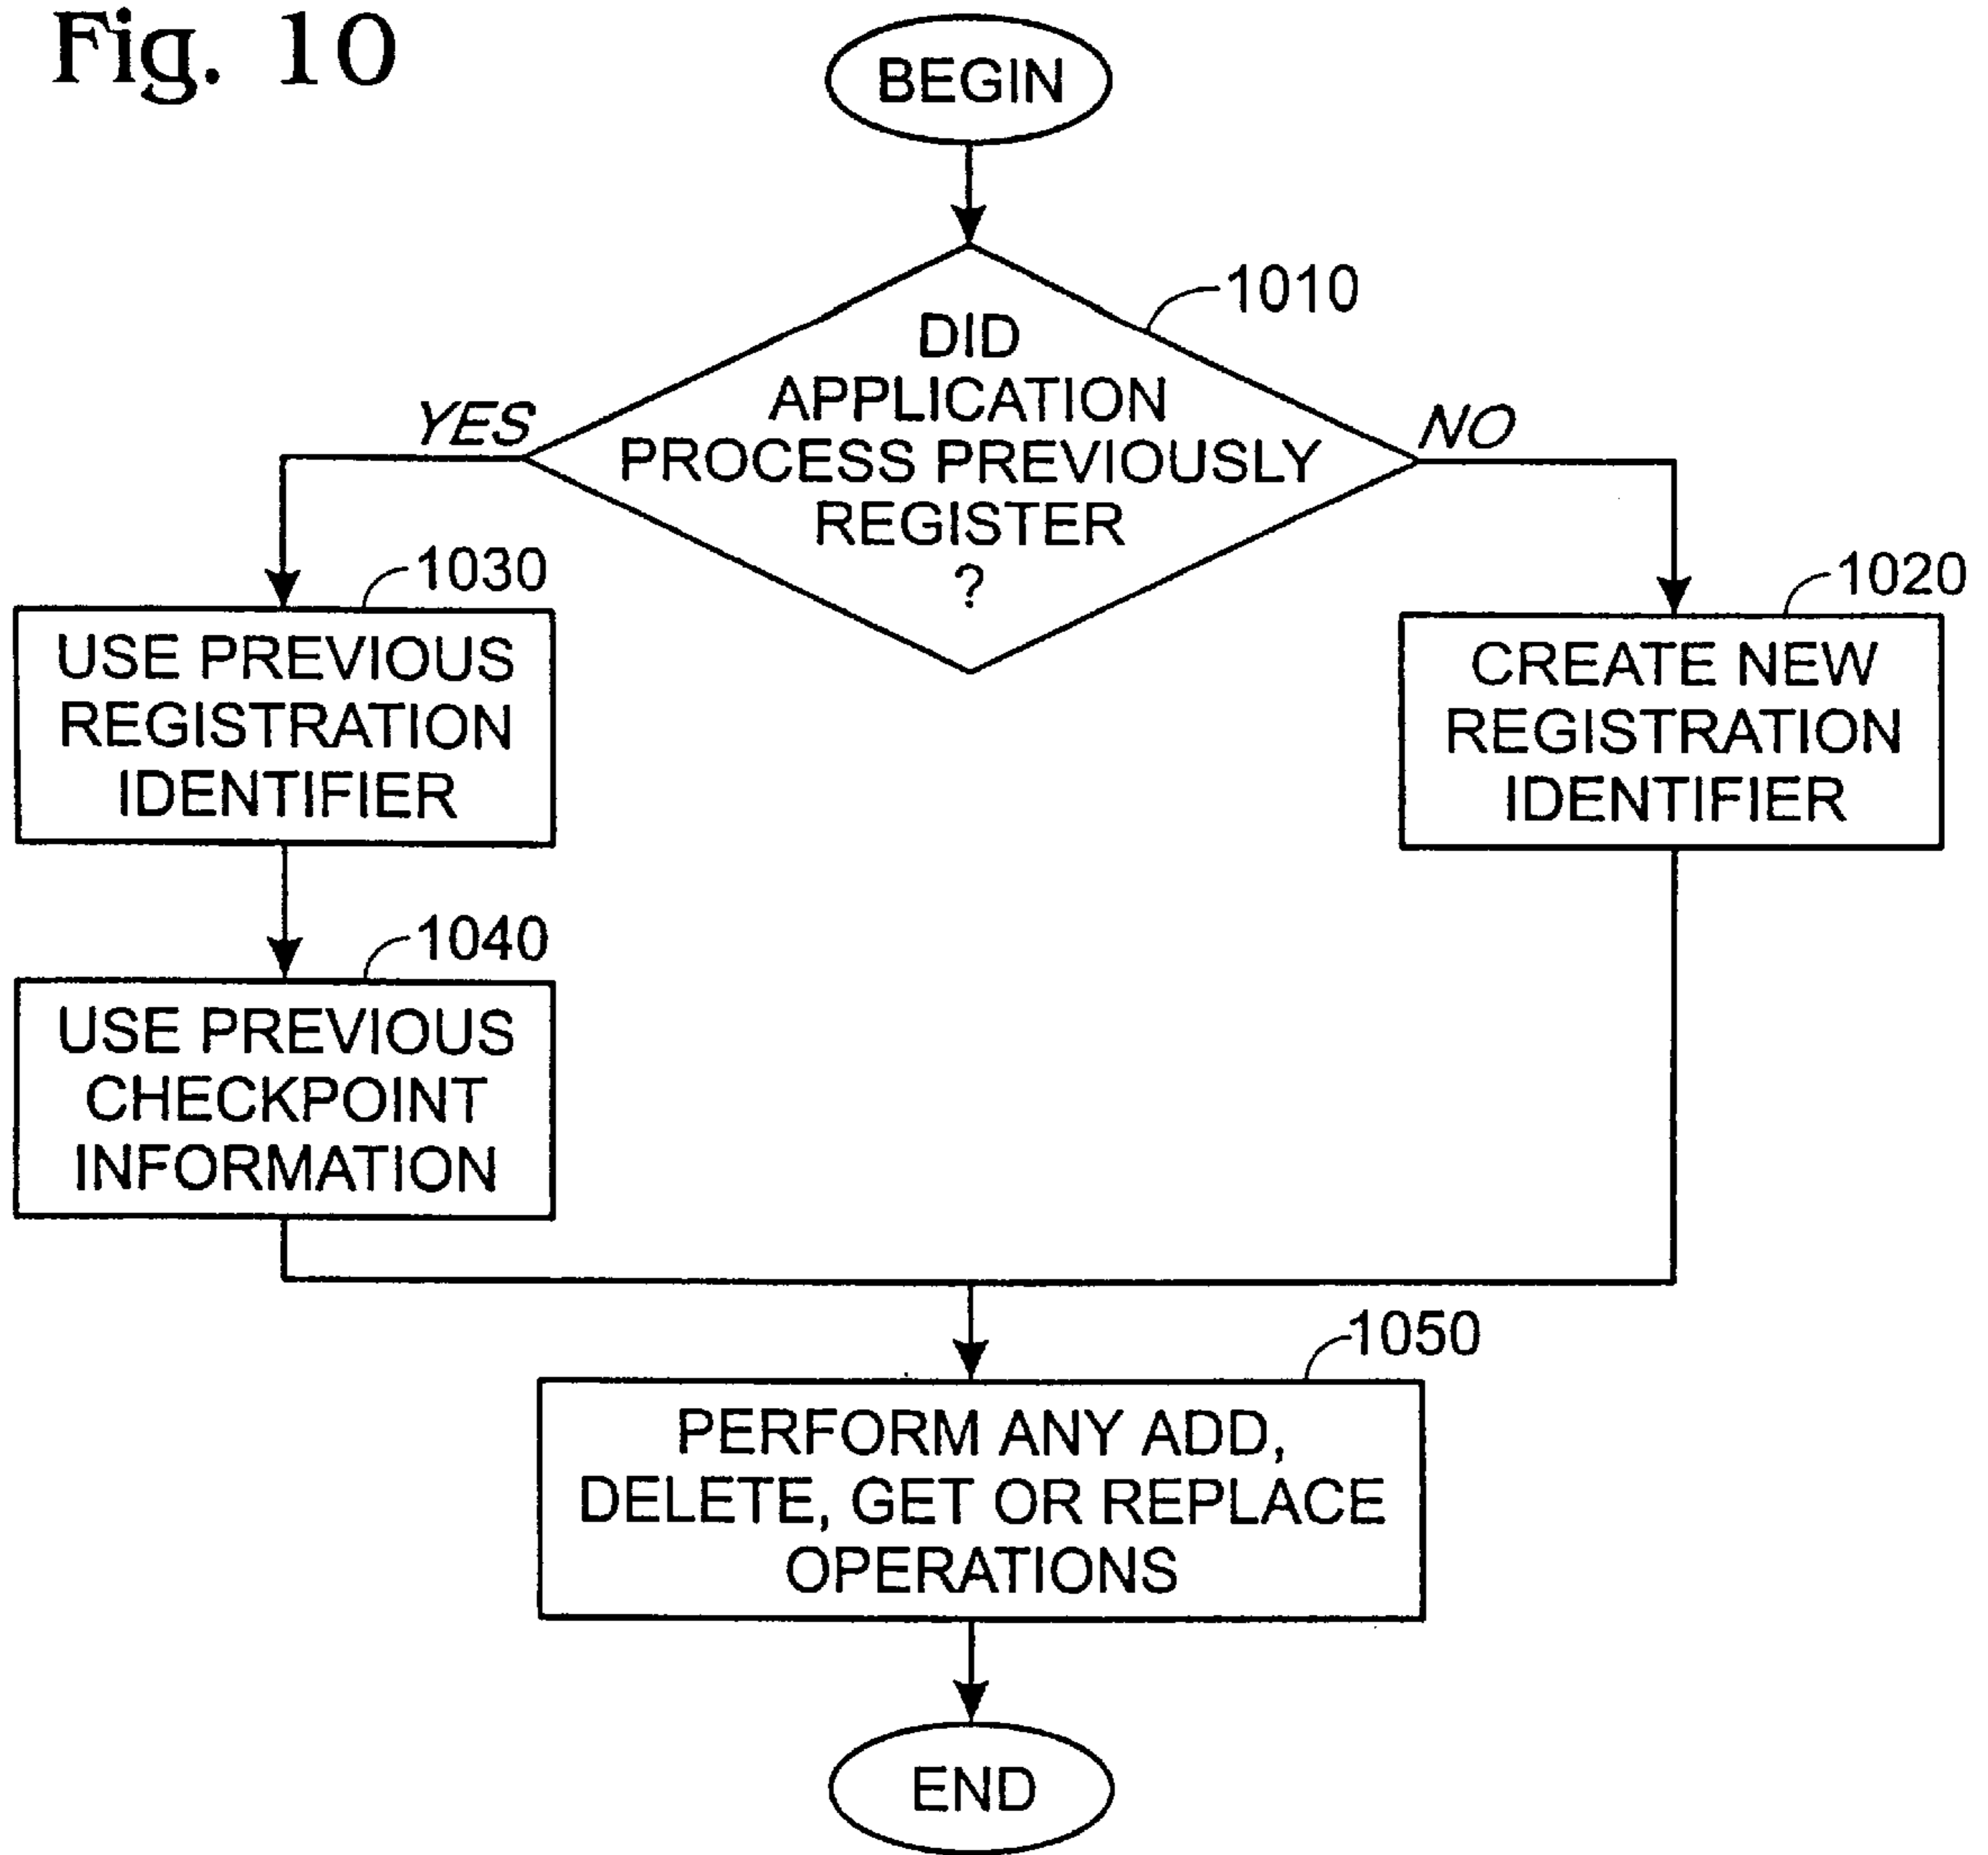 Fig. 10
BEGIN
1010
DID
APPLICATION
PROCESS PREVIOUSLY
REGISTER
?
YES
NO
1030
USE PREVIOUS
REGISTRATION
IDENTIFIER
1020
CREATE NEW
REGISTRATION
IDENTIFIER
1040
USE PREVIOUS
CHECKPOINT
INFORMATION
1050
PERFORM ANY ADD,
DELETE, GET OR REPLACE
OPERATIONS
END